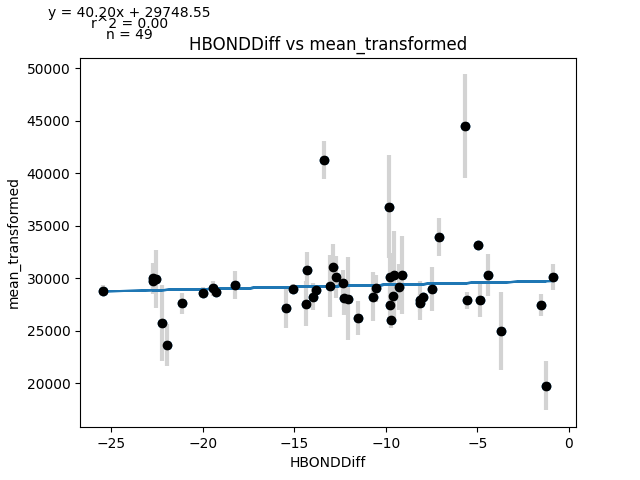 y = 40.20x + 29748.55
r^2 = 0.00
n = 49
HBONDDiff vs mean_transformed
50000
45000
40000
35000
30000
25000
20000
mean_transformed
−25
−20
−15
−10
−5
0
HBONDDiff